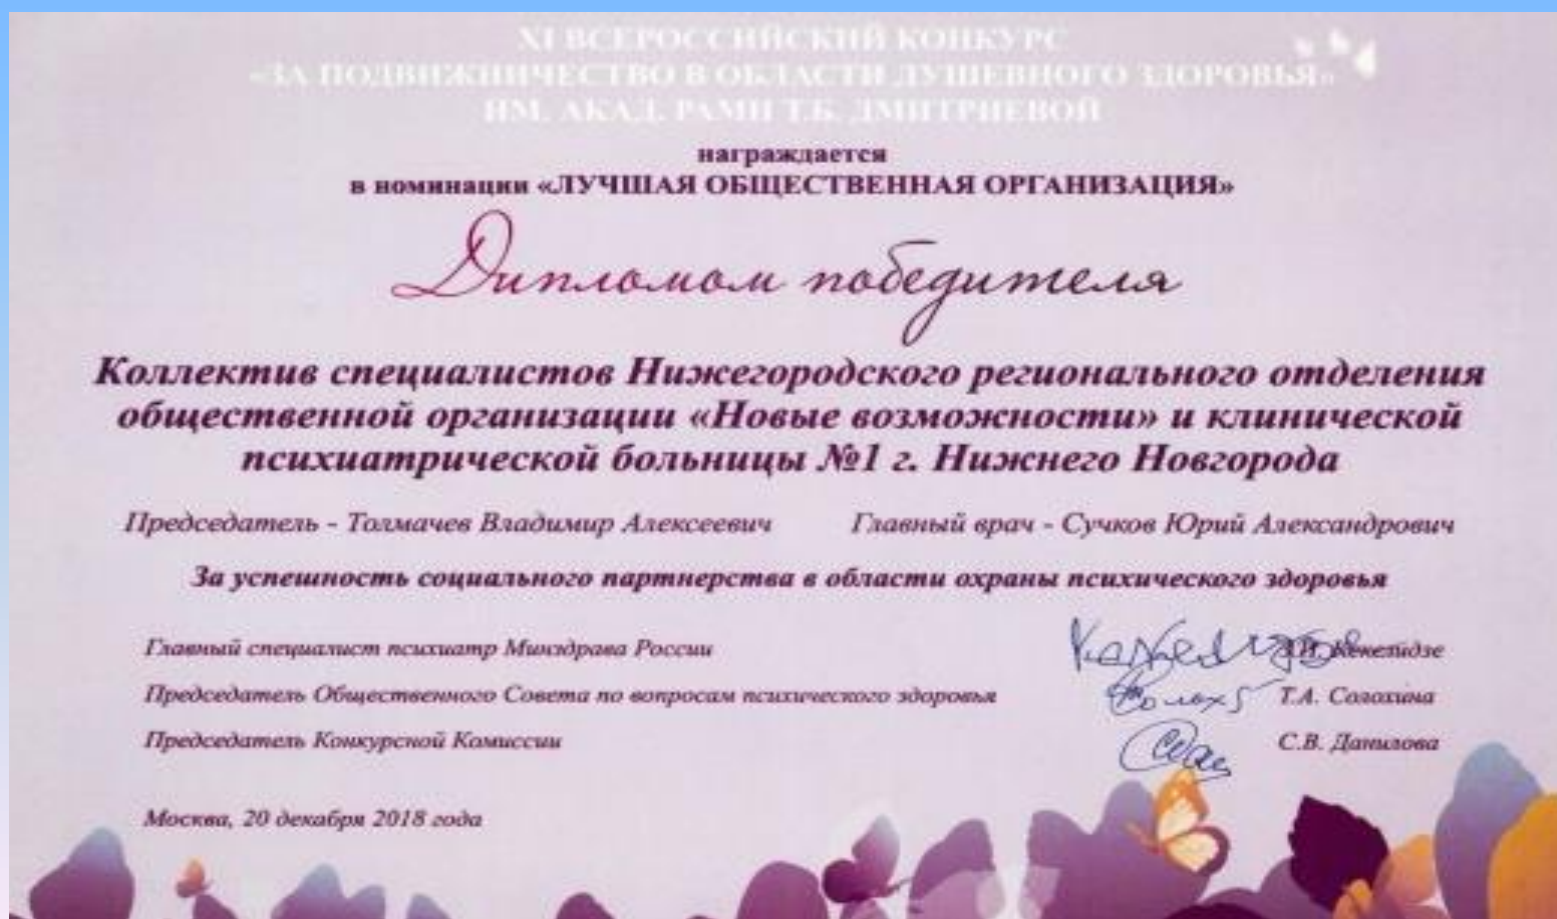 XI ВСЕРОССИЙСКИЙ КОНКУРС
«ЗА ПОДВИЖНИЧЕСТВО В ОБЛАСТИ ДУШЕВНОГО ЗДОРОВЬЯ»
ИМ. АКАД. РАМН Т.Б. ДМИТРИЕВОЙ
награждается
в номинации «ЛУЧШАЯ ОБЩЕСТВЕННАЯ ОРГАНИЗАЦИЯ»
Дипломом победителя
Коллектив специалистов Нижегородского регионального отделения
общественной организации «Новые возможности» и клинической
психиатрической больницы №1 г. Нижнего Новгорода
Председатель - Толмачев Владимир Алексеевич Главный врач - Сучков Юрий Александрович
За успешность социального партнерства в области охраны психического здоровья
Главный специалист психиатр Минздрава России З.И. Кекелидзе
Председатель Общественного Совета по вопросам психического здоровья Т.А. Солохина
Председатель Конкурсной Комиссии С.В. Данилова
Москва, 20 декабря 2018 года